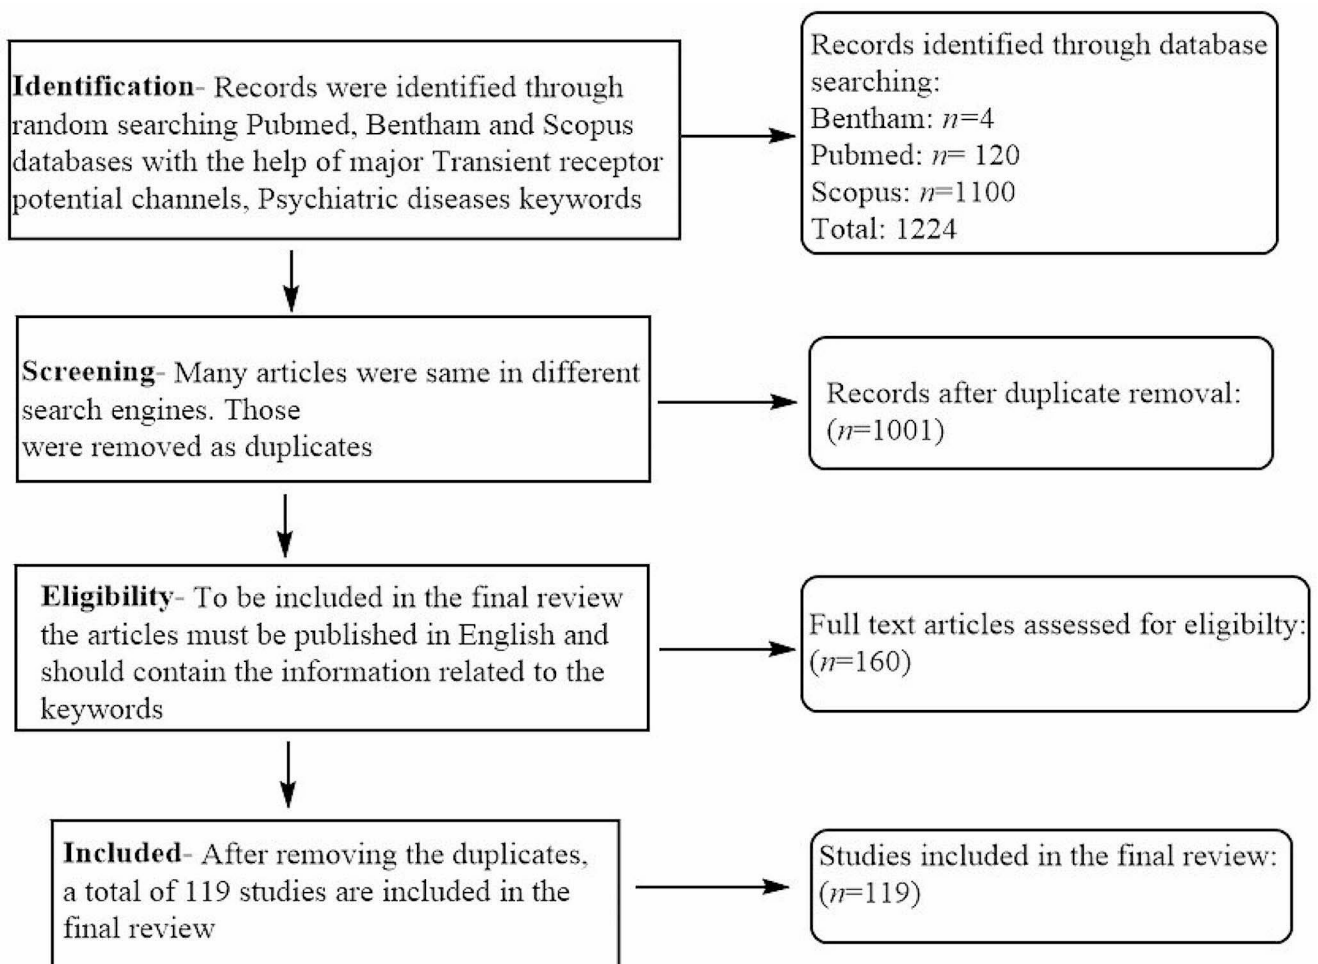 Identification- Records were identified through
random searching Pubmed, Bentham and Scopus
databases with the help of major Transient receptor
potential channels, Psychiatric diseases keywords
Records identified through database
searching:
Bentham: n=4
Pubmed: n= 120
Scopus: n=1100
Total: 1224
Screening- Many articles were same in different
search engines. Those
were removed as duplicates
Records after duplicate removal:
(n=1001)
Eligibility- To be included in the final review
the articles must be published in English and
should contain the information related to the
keywords
Full text articles assessed for eligibilty:
(n=160)
Included- After removing the duplicates,
a total of 119 studies are included in the
final review
Studies included in the final review:
(n=119)